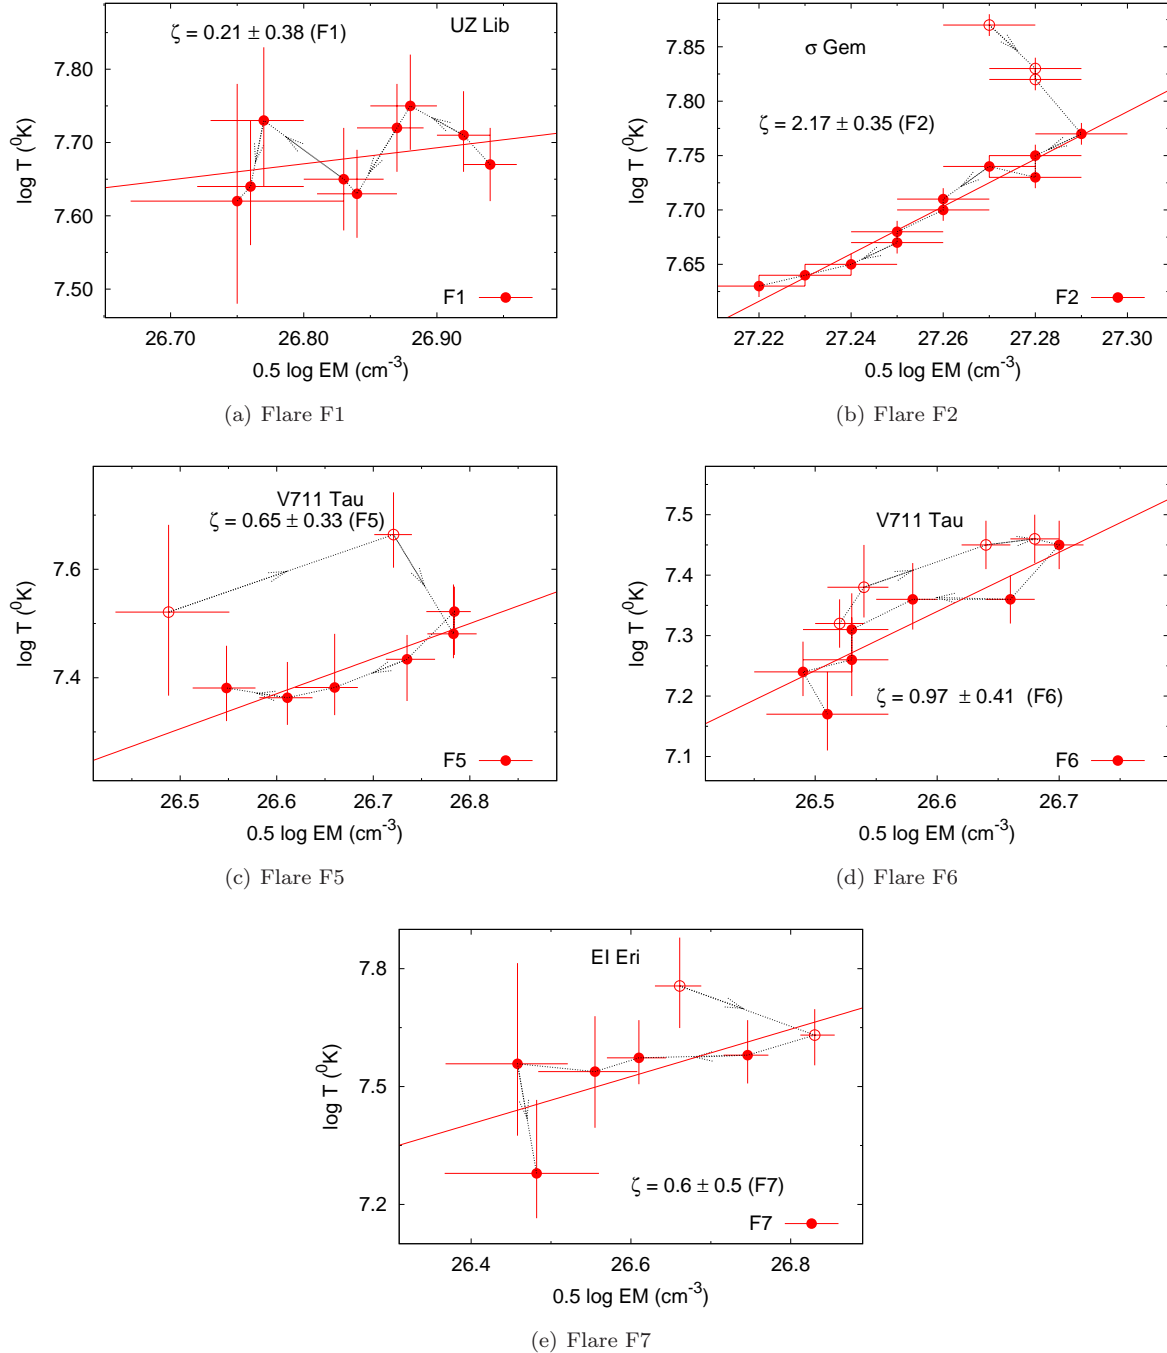 ζ = 0.21 ± 0.38 (F1)
UZ Lib
7.80
7.70
7.60
7.50
log T (⁰K)
F1
26.70 26.80 26.90
0.5 log EM (cm⁻³)
(a) Flare F1
σ Gem
ζ = 2.17 ± 0.35 (F2)
7.85
7.80
7.75
7.70
7.65
log T (⁰K)
F2
27.22 27.24 27.26 27.28 27.30
0.5 log EM (cm⁻³)
(b) Flare F2
V711 Tau
ζ = 0.65 ± 0.33 (F5)
7.6
7.4
log T (⁰K)
F5
26.5 26.6 26.7 26.8
0.5 log EM (cm⁻³)
(c) Flare F5
V711 Tau
7.5
7.4
7.3
7.2
7.1
log T (⁰K)
ζ = 0.97 ± 0.41 (F6)
F6
26.5 26.6 26.7
0.5 log EM (cm⁻³)
(d) Flare F6
EI Eri
7.8
7.5
7.2
log T (⁰K)
ζ = 0.6 ± 0.5 (F7)
F7
26.4 26.6 26.8
0.5 log EM (cm⁻³)
(e) Flare F7